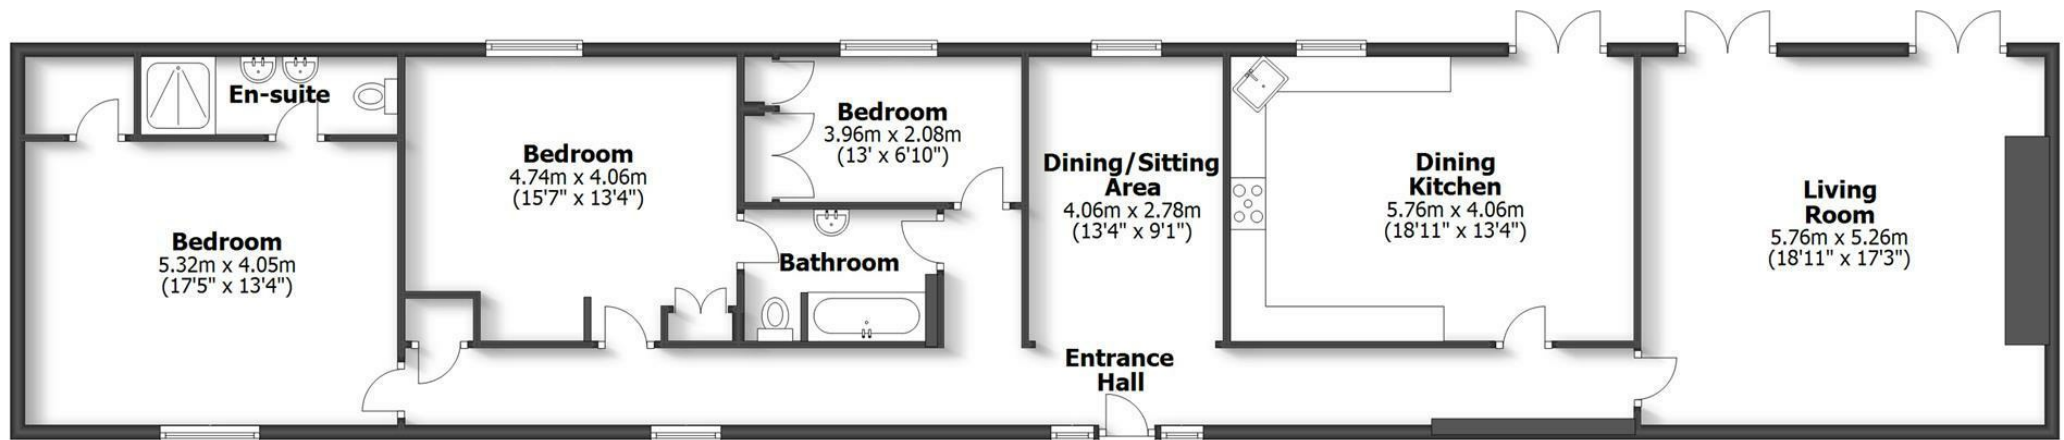 En-suite
Bedroom
5.32m x 4.05m
(17'5" x 13'4")
Bedroom
4.74m x 4.06m
(15'7" x 13'4")
Bedroom
3.96m x 2.08m
(13' x 6'10")
Bathroom
Dining/Sitting
Area
4.06m x 2.78m
(13'4" x 9'1")
Entrance
Hall
Dining
Kitchen
5.76m x 4.06m
(18'11" x 13'4")
Living
Room
5.76m x 5.26m
(18'11" x 17'3")